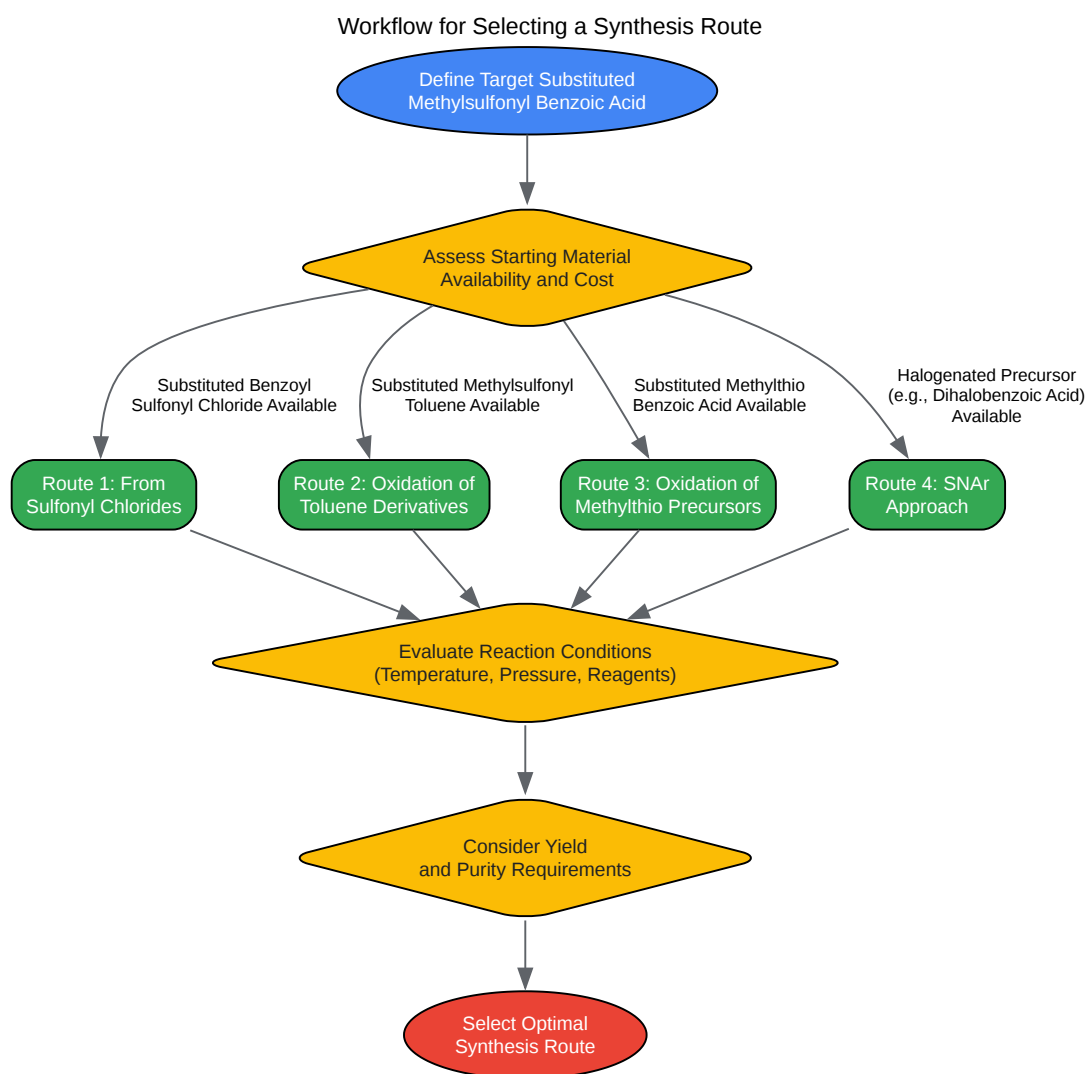 Workflow for Selecting a Synthesis Route
Define Target Substituted
Methylsulfonyl Benzoic Acid
Assess Starting Material
Availability and Cost
Substituted Benzoyl
Sulfonyl Chloride Available
Substituted Methylsulfonyl
Toluene Available
Substituted Methylthio
Benzoic Acid Available
Halogenated Precursor
(e.g., Dihalobenzoic Acid)
Available
Route 1: From
Sulfonyl Chlorides
Route 2: Oxidation of
Toluene Derivatives
Route 3: Oxidation of
Methylthio Precursors
Route 4: SNAr
Approach
Evaluate Reaction Conditions
(Temperature, Pressure, Reagents)
Consider Yield
and Purity Requirements
Select Optimal
Synthesis Route